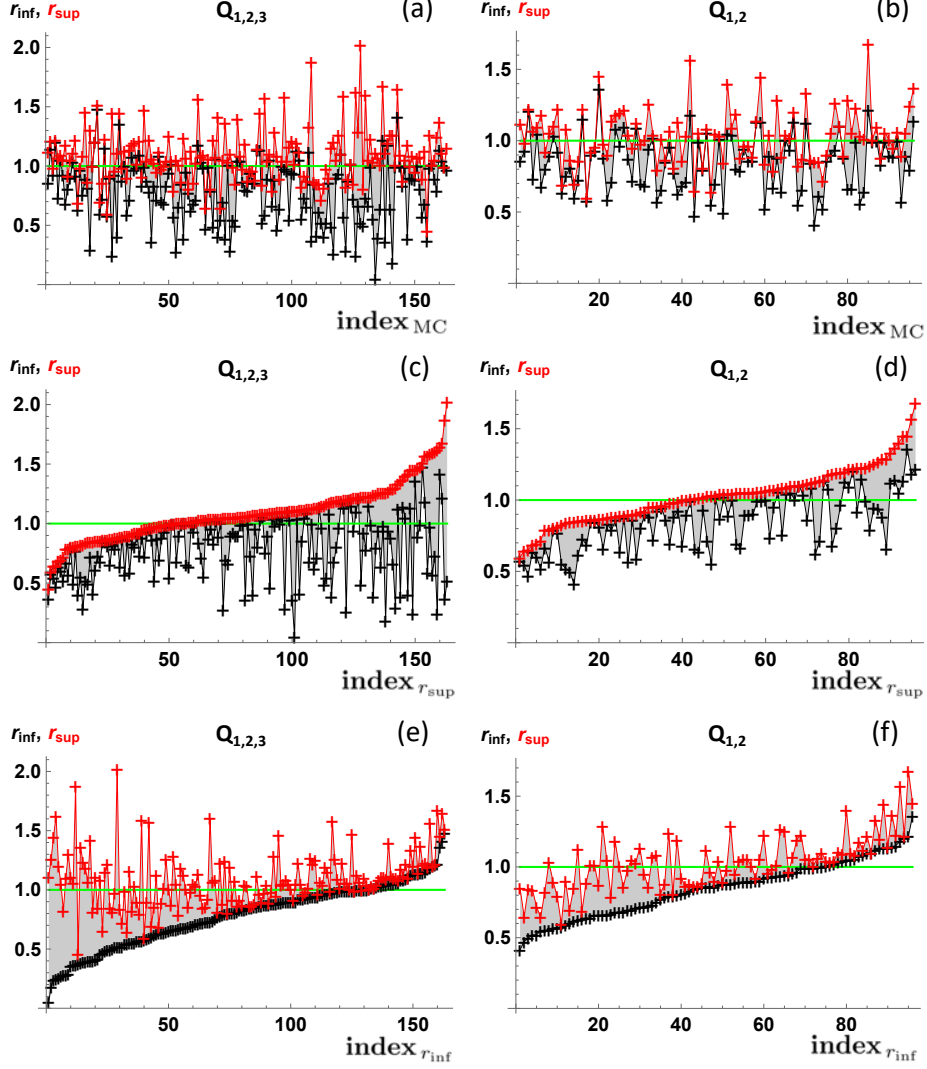 r_inf, r_sup Q_1,2,3 (a)
2.0
1.5
1.0
0.5
50 100 150
index_MC
r_inf, r_sup Q_1,2 (b)
1.5
1.0
0.5
20 40 60 80
index_MC
r_inf, r_sup Q_1,2,3 (c)
2.0
1.5
1.0
0.5
50 100 150
index_r_sup
r_inf, r_sup Q_1,2 (d)
1.5
1.0
0.5
20 40 60 80
index_r_sup
r_inf, r_sup Q_1,2,3 (e)
2.0
1.5
1.0
0.5
50 100 150
index_r_inf
r_inf, r_sup Q_1,2 (f)
1.5
1.0
0.5
20 40 60 80
index_r_inf